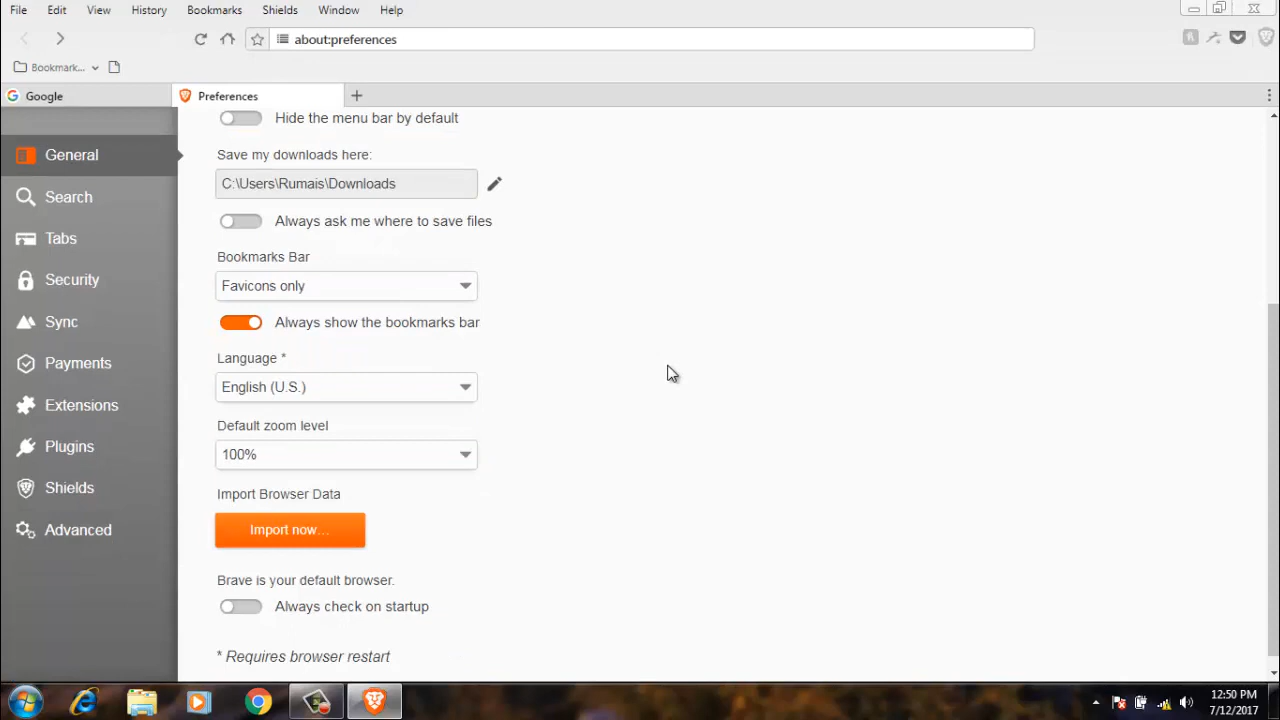 File Edit View History Bookmarks Shields Window Help
about:preferences
Bookmark...
Google
Preferences
Hide the menu bar by default
General
Save my downloads here:
C:\Users\Rumais\Downloads
Search
Always ask me where to save files
Tabs
Bookmarks Bar
Security
Favicons only
Sync
Always show the bookmarks bar
Language *
Payments
English (U.S.)
Extensions
Default zoom level
Plugins
100%
Shields
Import Browser Data
Advanced
Import now...
Brave is your default browser.
Always check on startup
* Requires browser restart
12:50 PM
7/12/2017